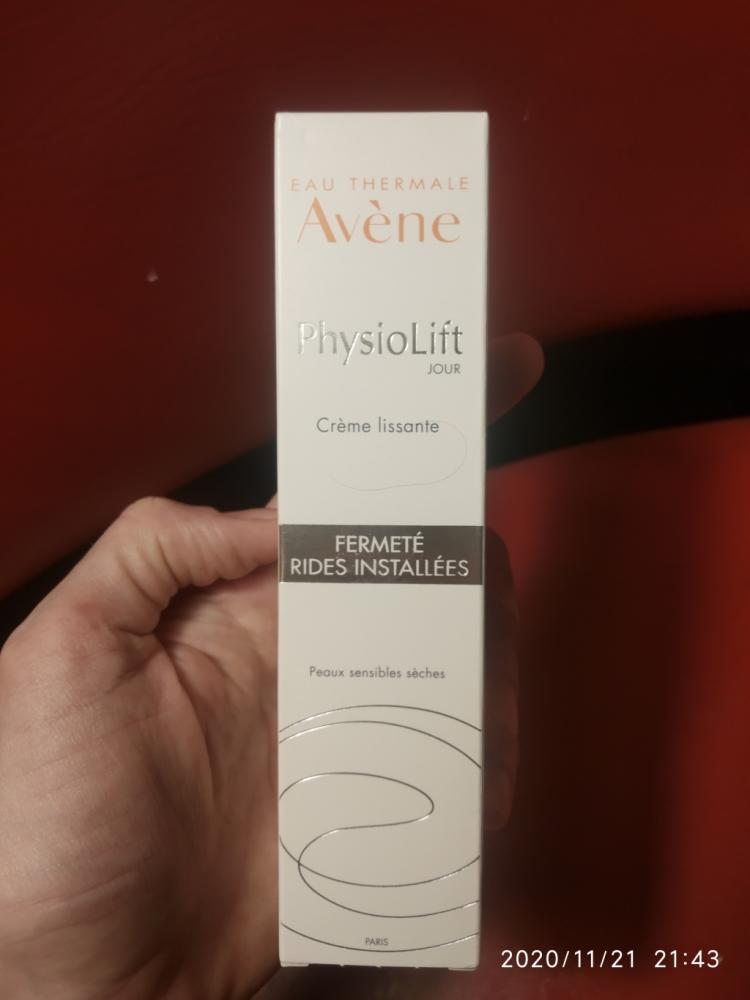 EAU THERMALE
Avène
PhysioLift
JOUR
Crème lissante
FERMETÉ
RIDES INSTALLÉES
Peaux sensibles sèches
PARIS
2020/11/21 21:43